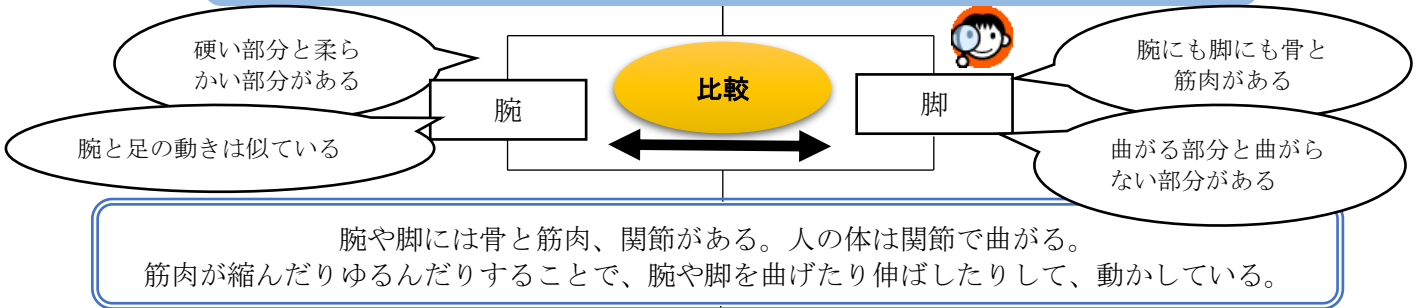 硬い部分と柔ら
かい部分がある
腕と足の動きは似ている
腕
比較
脚
腕にも脚にも骨と
筋肉がある
曲がる部分と曲がら
ない部分がある
腕や脚には骨と筋肉、関節がある。人の体は関節で曲がる。
筋肉が縮んだりゆるんだりすることで、腕や脚を曲げたり伸ばしたりして、動かしている。